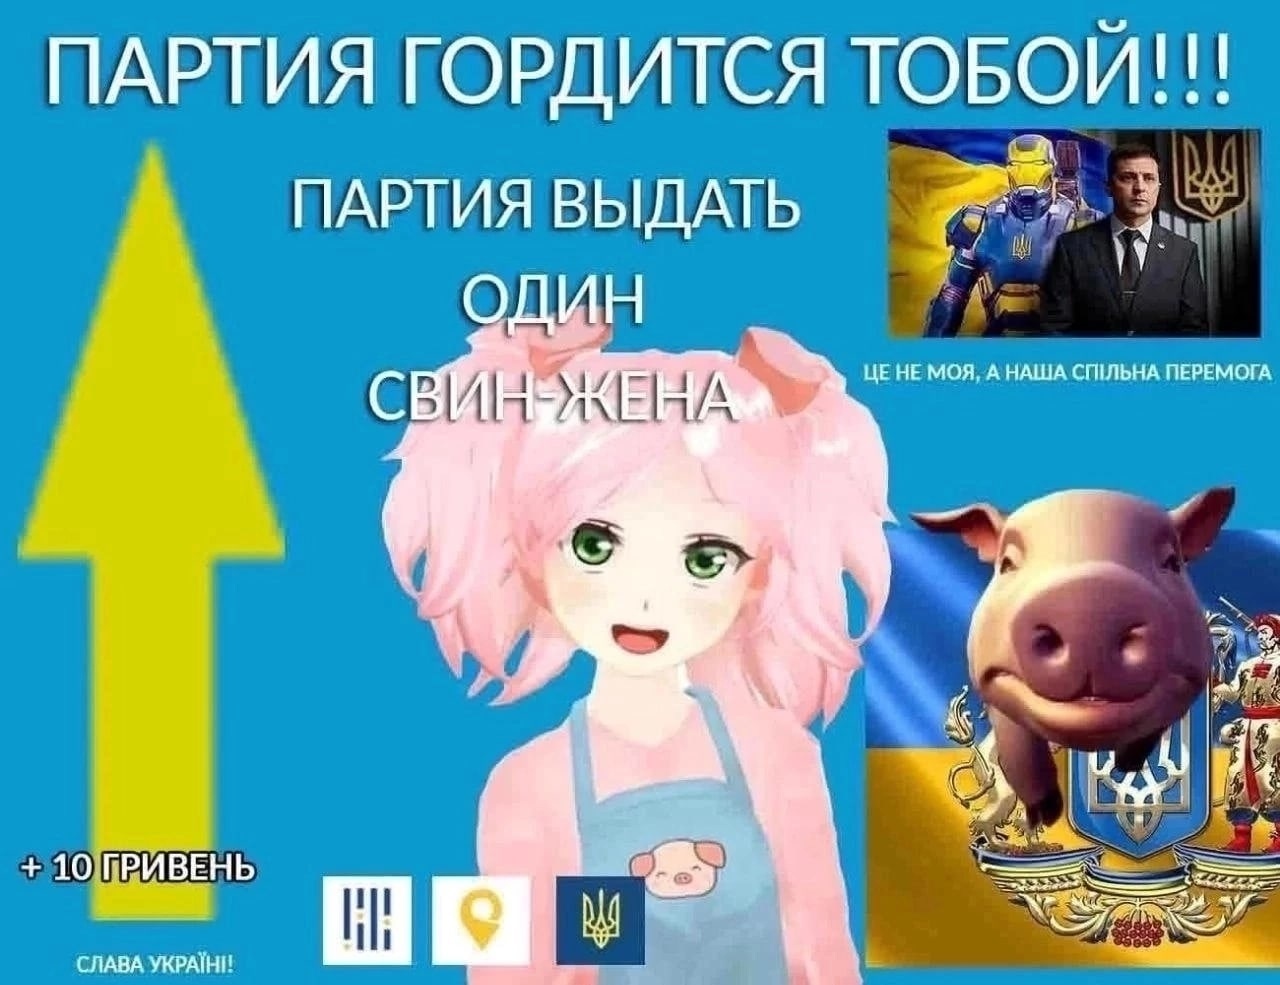 ПАРТИЯ ГОРДИТСЯ ТОБОЙ!!!
ПАРТИЯ ВЫДАТЬ
ОДИН
СВИН-ЖЕНА
ЦЕ НЕ МОЯ, А НАША СПІЛЬНА ПЕРЕМОГА
+ 10 ГРИВЕНЬ
СЛАВА УКРАЇНІ!